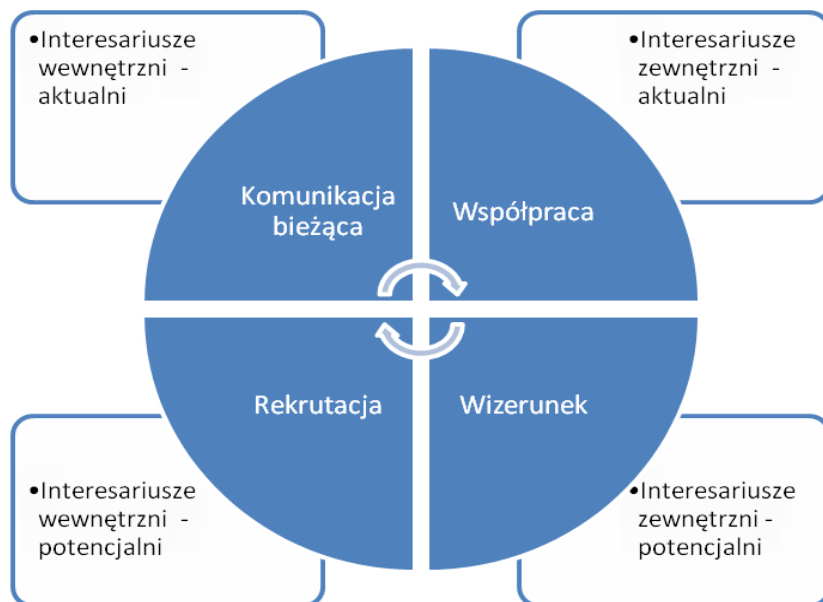 •Interesariusze
wewnętrzni -
aktualni
•Interesariusze
zewnętrzni -
aktualni
Komunikacja
bieżąca
Współpraca
Rekrutacja
Wizerunek
•Interesariusze
wewnętrzni -
potencjalni
•Interesariusze
zewnętrzni -
potencjalni